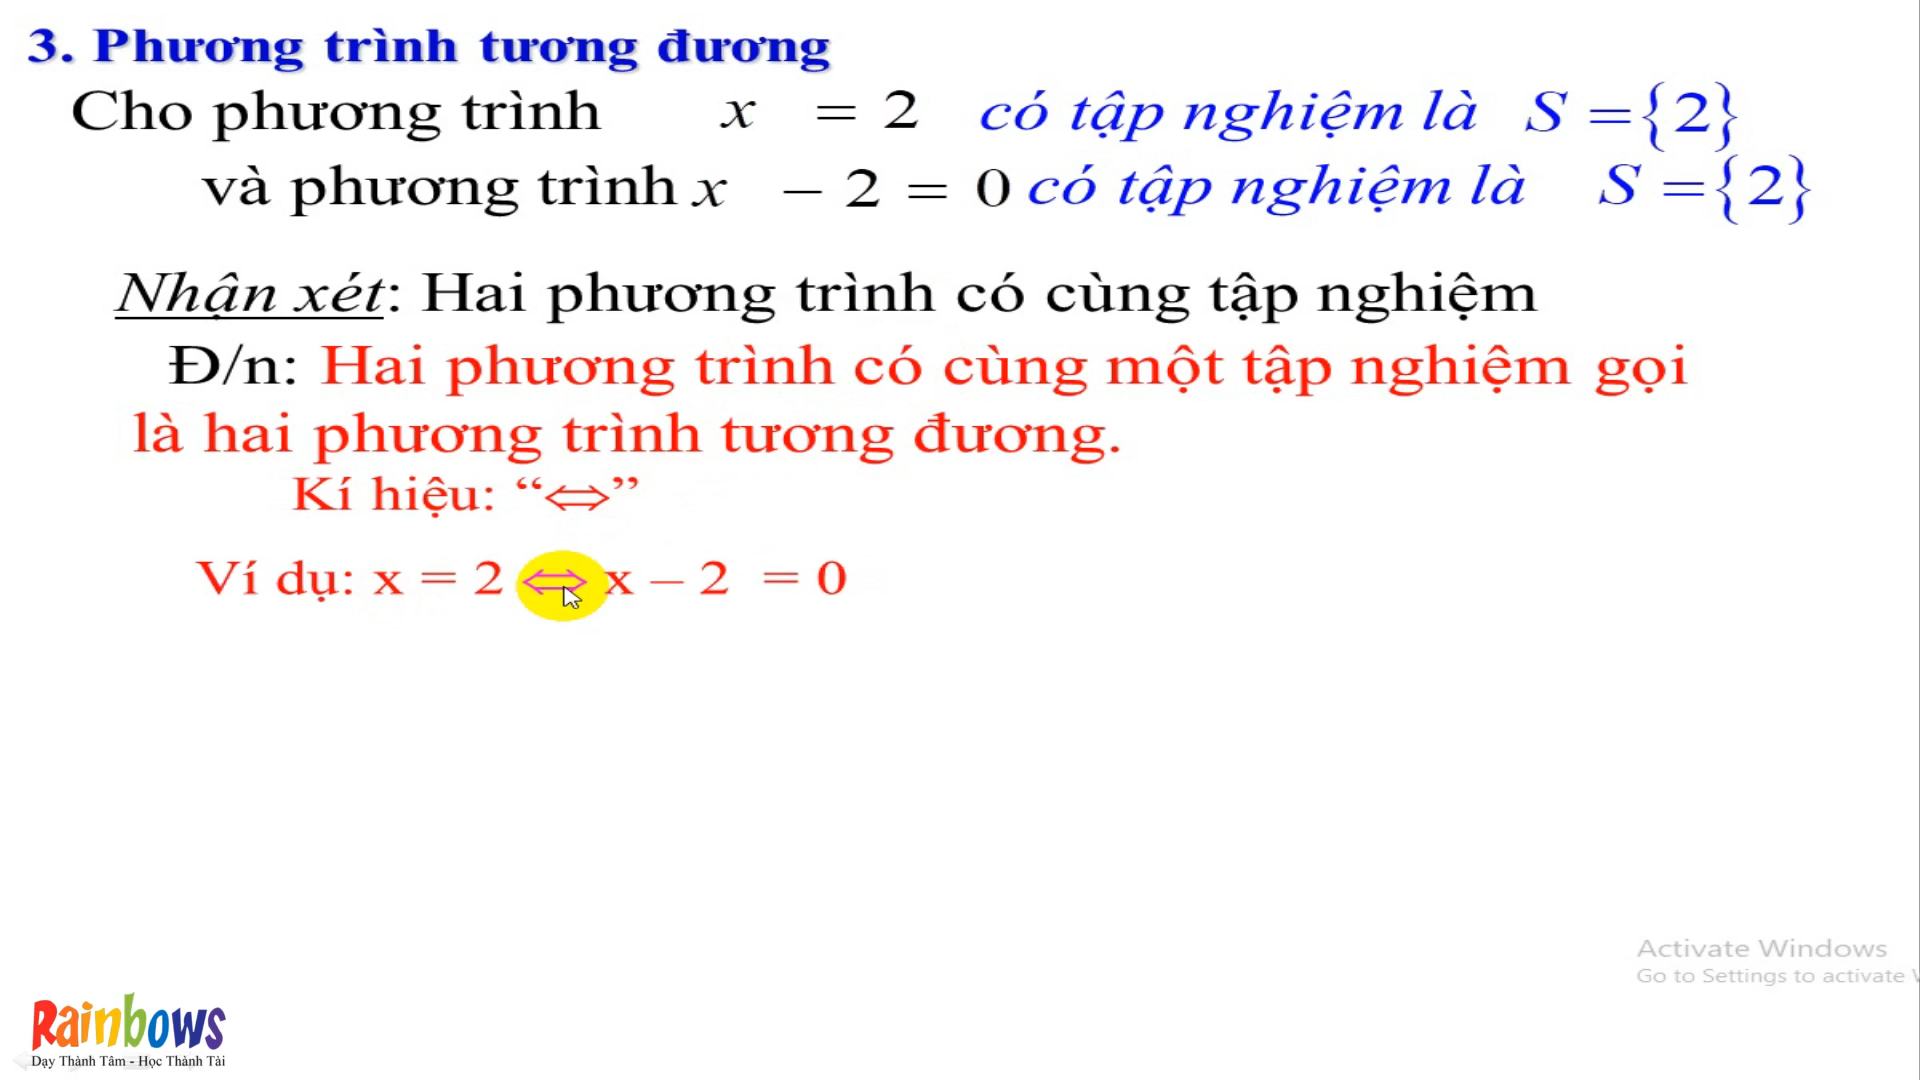 3. Phương trình tương đương
Cho phương trình x = 2 có tập nghiệm là S = {2}
và phương trình x – 2 = 0 có tập nghiệm là S = {2}
Nhận xét: Hai phương trình có cùng tập nghiệm
Đ/n: Hai phương trình có cùng một tập nghiệm gọi
là hai phương trình tương đương.
Kí hiệu: “⇔”
Ví dụ: x = 2 ⇔ x – 2 = 0
Activate Windows
Go to Settings to activate
Rainbows
Dạy Thành Tâm - Học Thành Tài